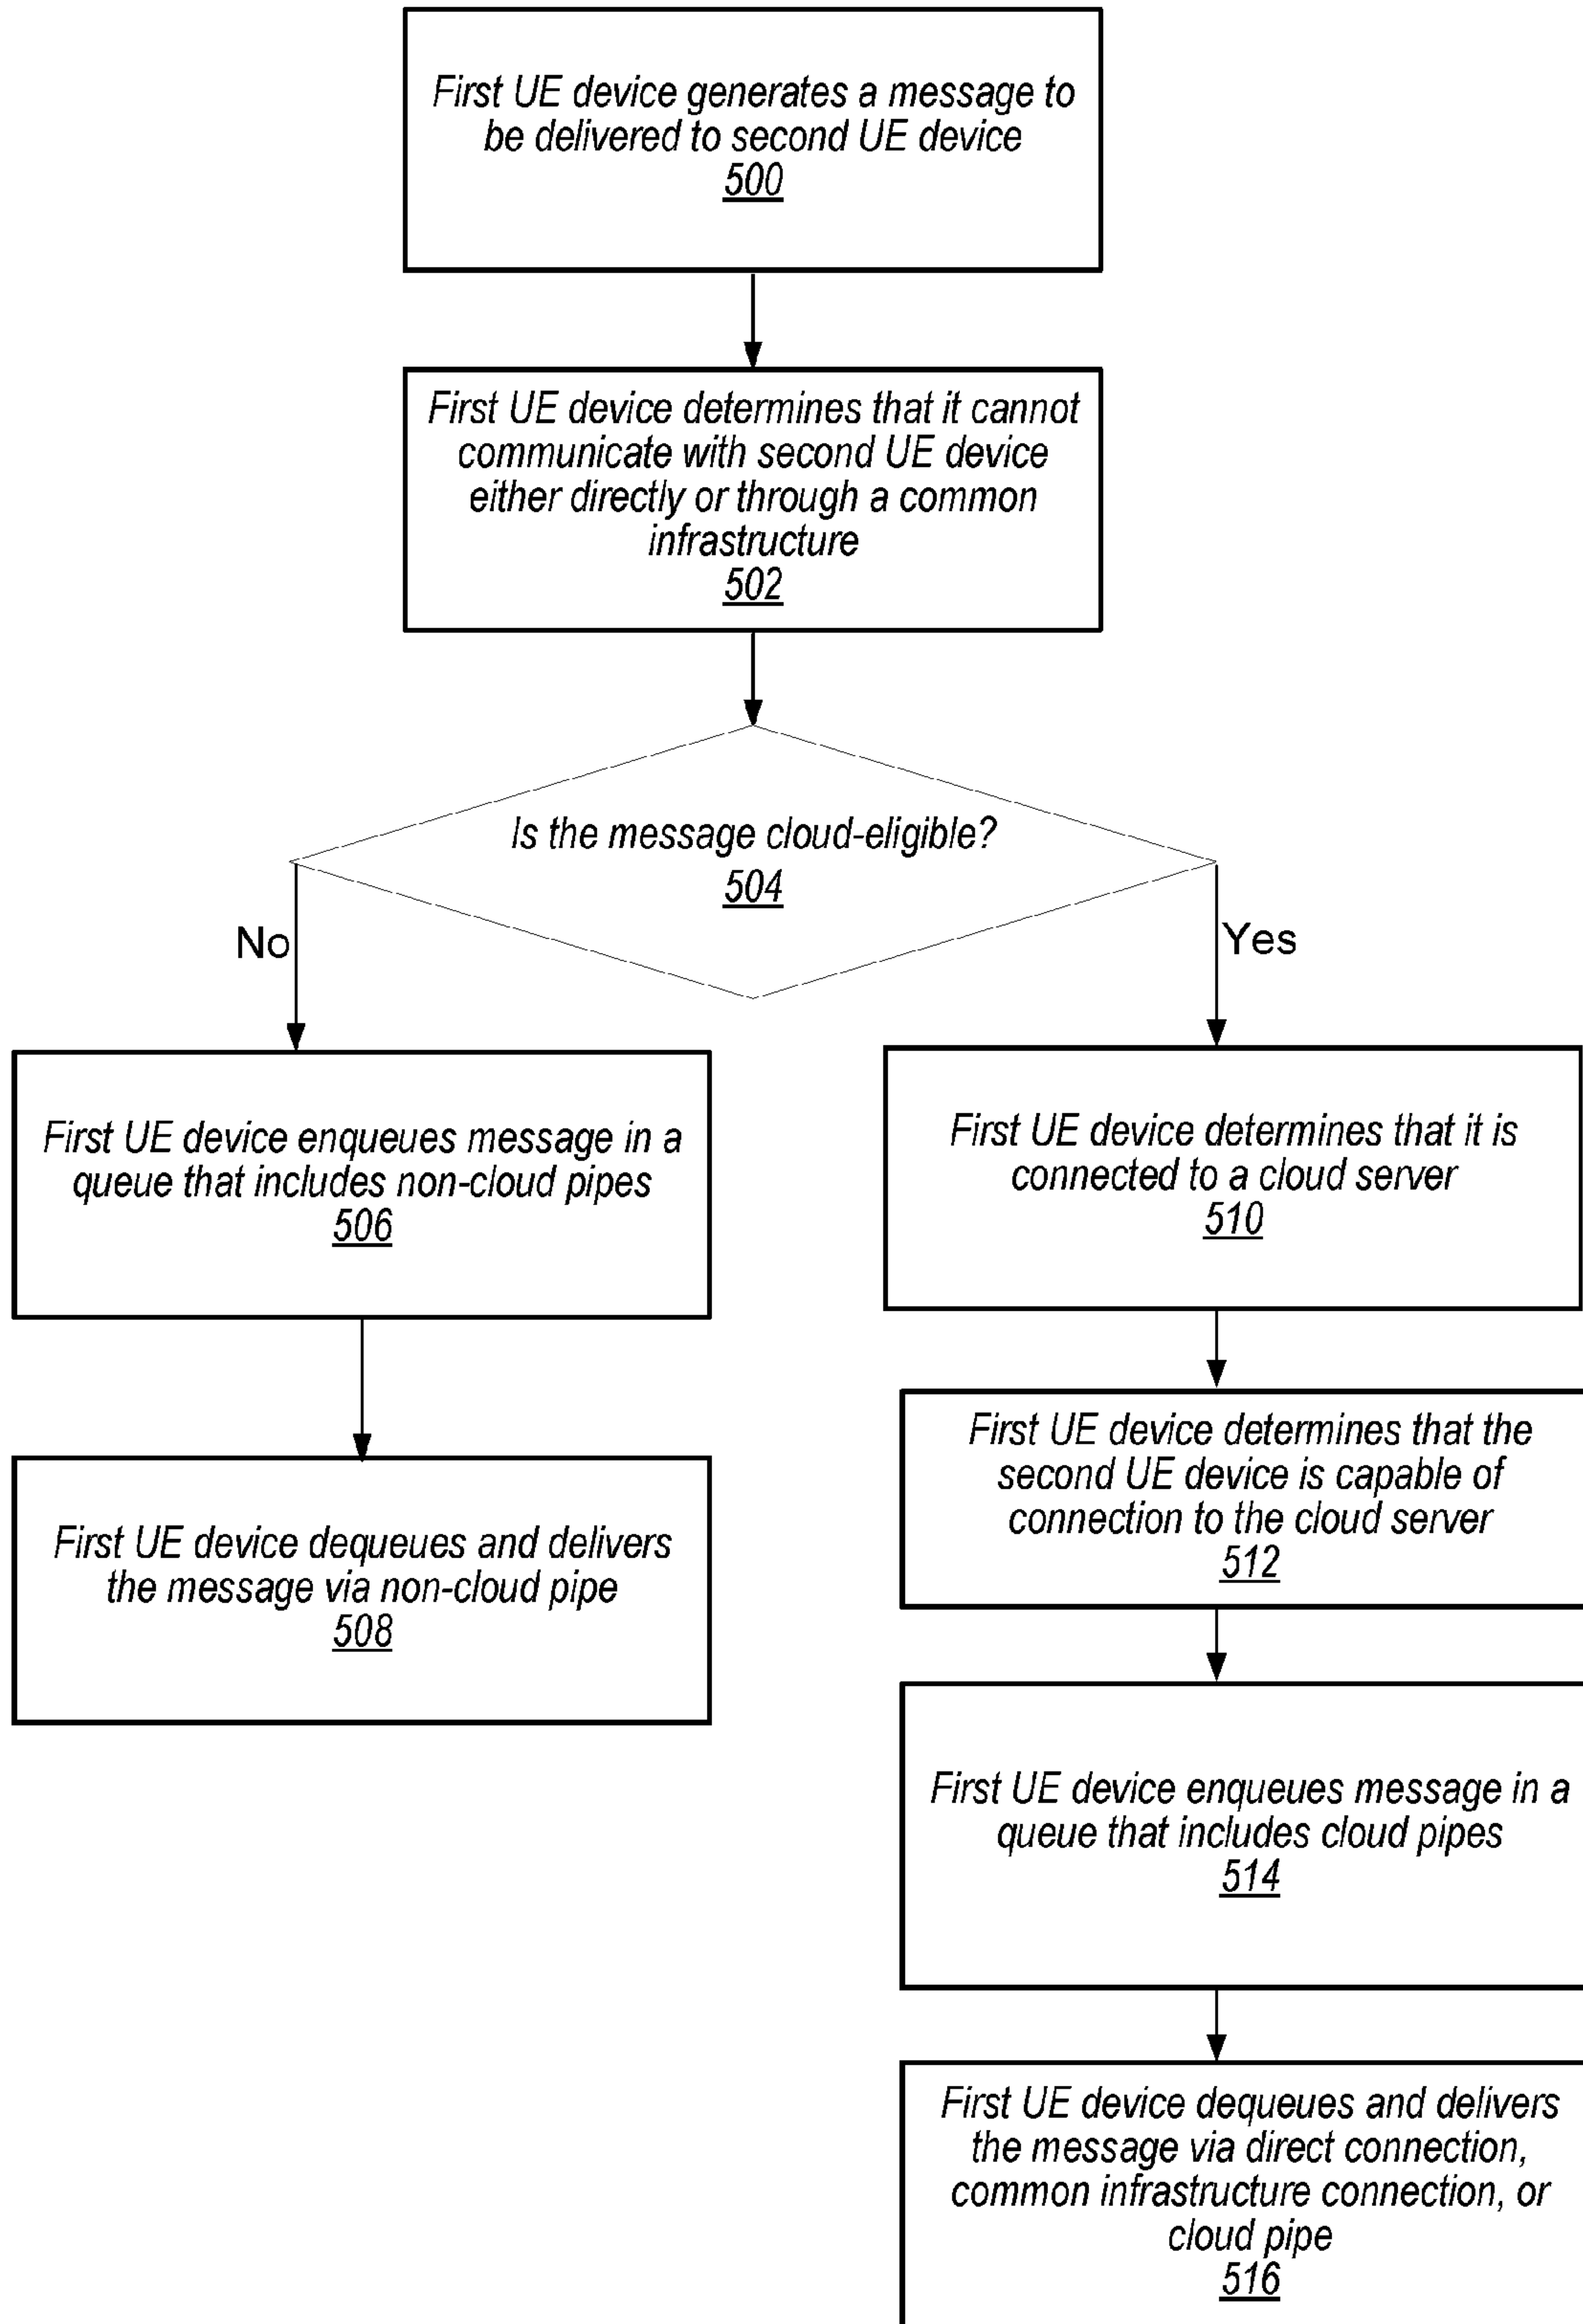 First UE device generates a message to
be delivered to second UE device
500
First UE device determines that it cannot
communicate with second UE device
either directly or through a common
infrastructure
502
Is the message cloud-eligible?
504
No
Yes
First UE device enqueues message in a
queue that includes non-cloud pipes
506
First UE device dequeues and delivers
the message via non-cloud pipe
508
First UE device determines that it is
connected to a cloud server
510
First UE device determines that the
second UE device is capable of
connection to the cloud server
512
First UE device enqueues message in a
queue that includes cloud pipes
514
First UE device dequeues and delivers
the message via direct connection,
common infrastructure connection, or
cloud pipe
516